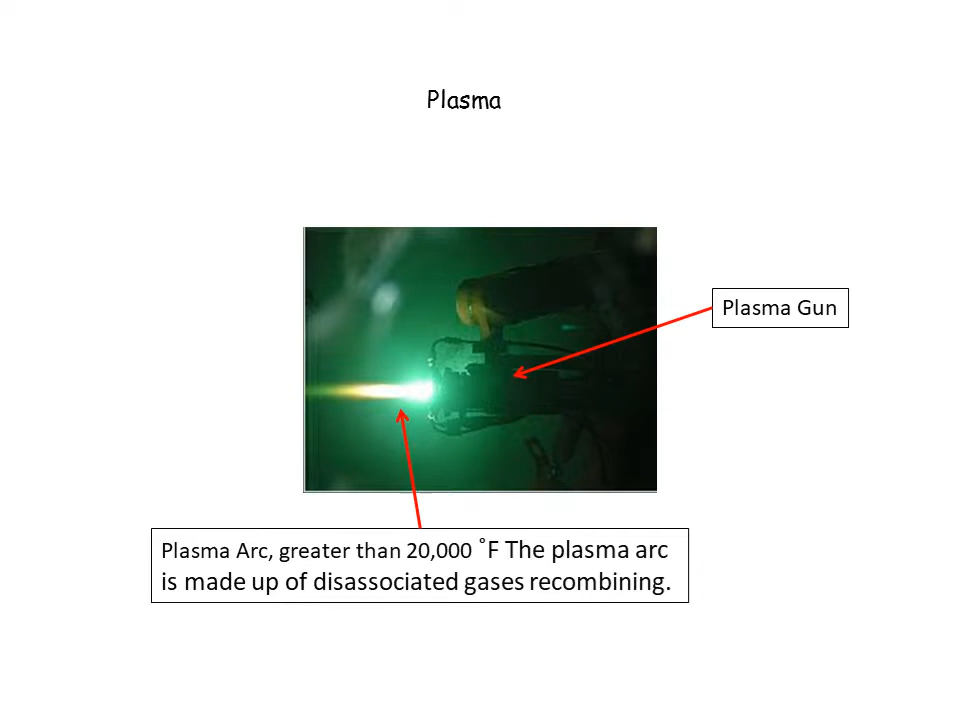 Plasma
Plasma Gun
Plasma Arc, greater than 20,000 ˚F The plasma arc
is made up of disassociated gases recombining.